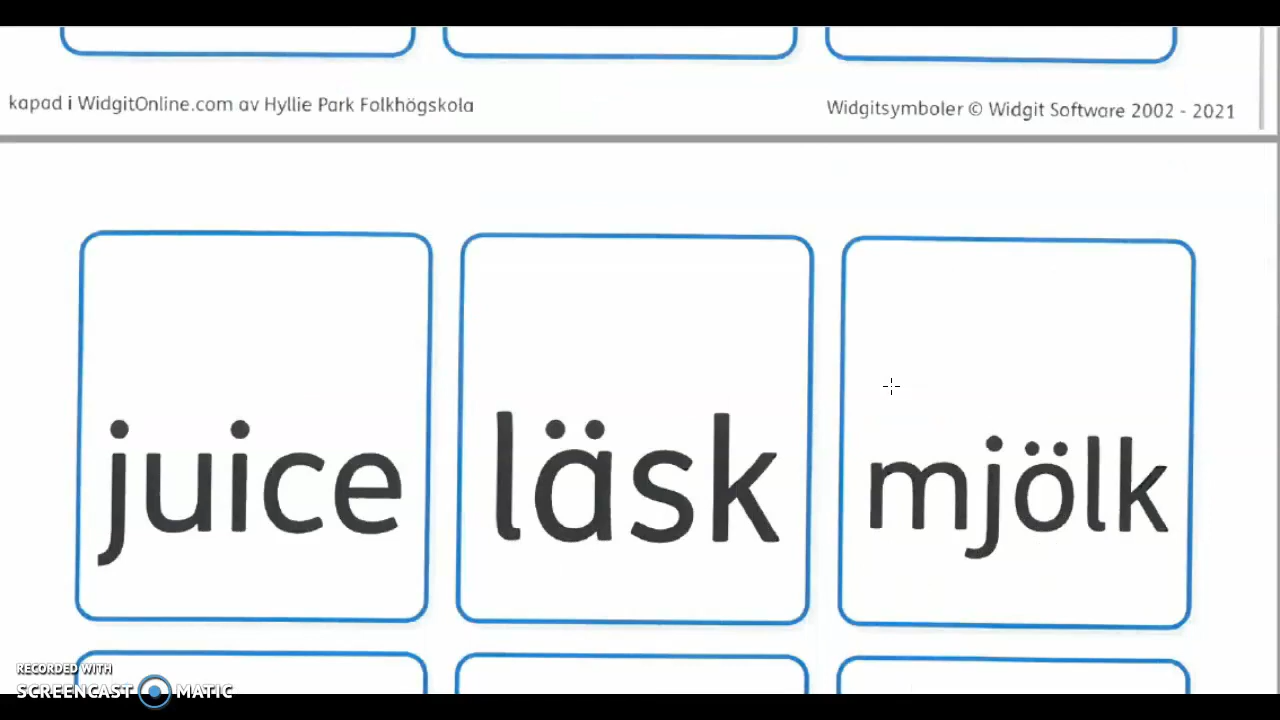 kapad i WidgitOnline.com av Hyllie Park Folkhögskola
Widgitsymboler © Widgit Software 2002 - 2021
juice
läsk
mjölk
RECORDED WITH
SCREENCAST MATIC